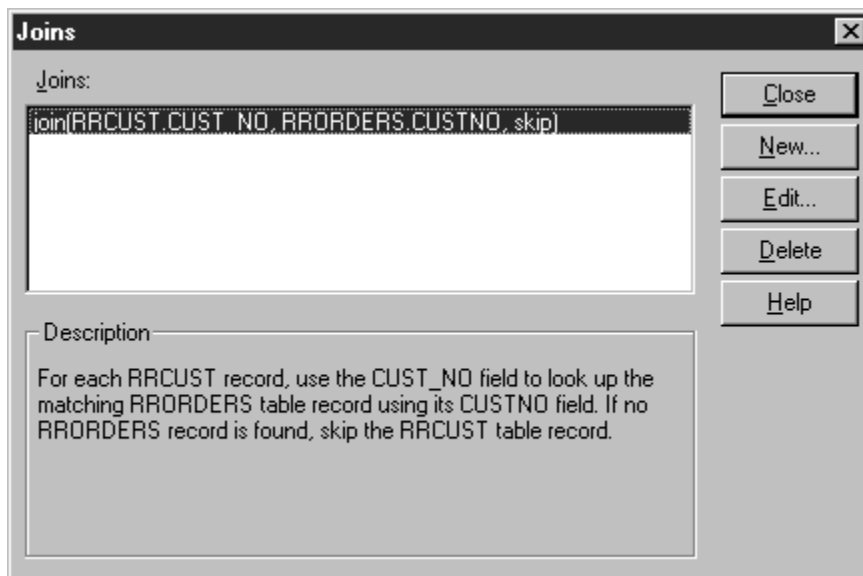 Joins
Joins:
join(RRCUST.CUST_NO, RRORDERS.CUSTNO, skip)
Close
New...
Edit...
Delete
Help
Description
For each RRCUST record, use the CUST_NO field to look up the
matching RRORDERS table record using its CUSTNO field. If no
RRORDERS record is found, skip the RRCUST table record.